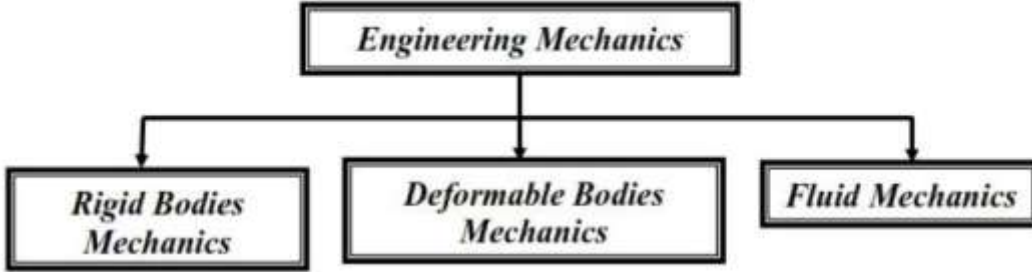 Engineering Mechanics
Rigid Bodies
Mechanics
Deformable Bodies
Mechanics
Fluid Mechanics